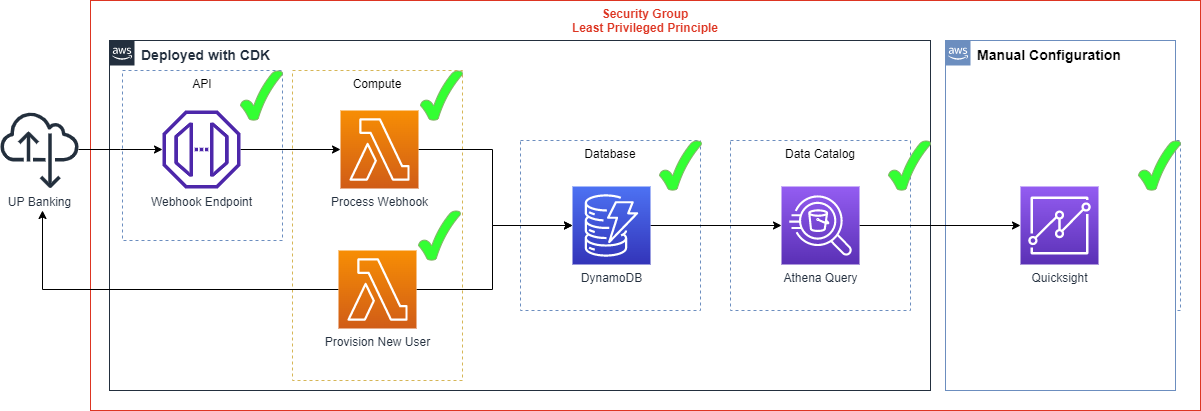 Security Group
Least Privileged Principle
aws
Deployed with CDK
aws
Manual Configuration
API
Compute
UP Banking
Webhook Endpoint
Process Webhook
Database
Data Catalog
DynamoDB
Athena Query
Quicksight
Provision New User